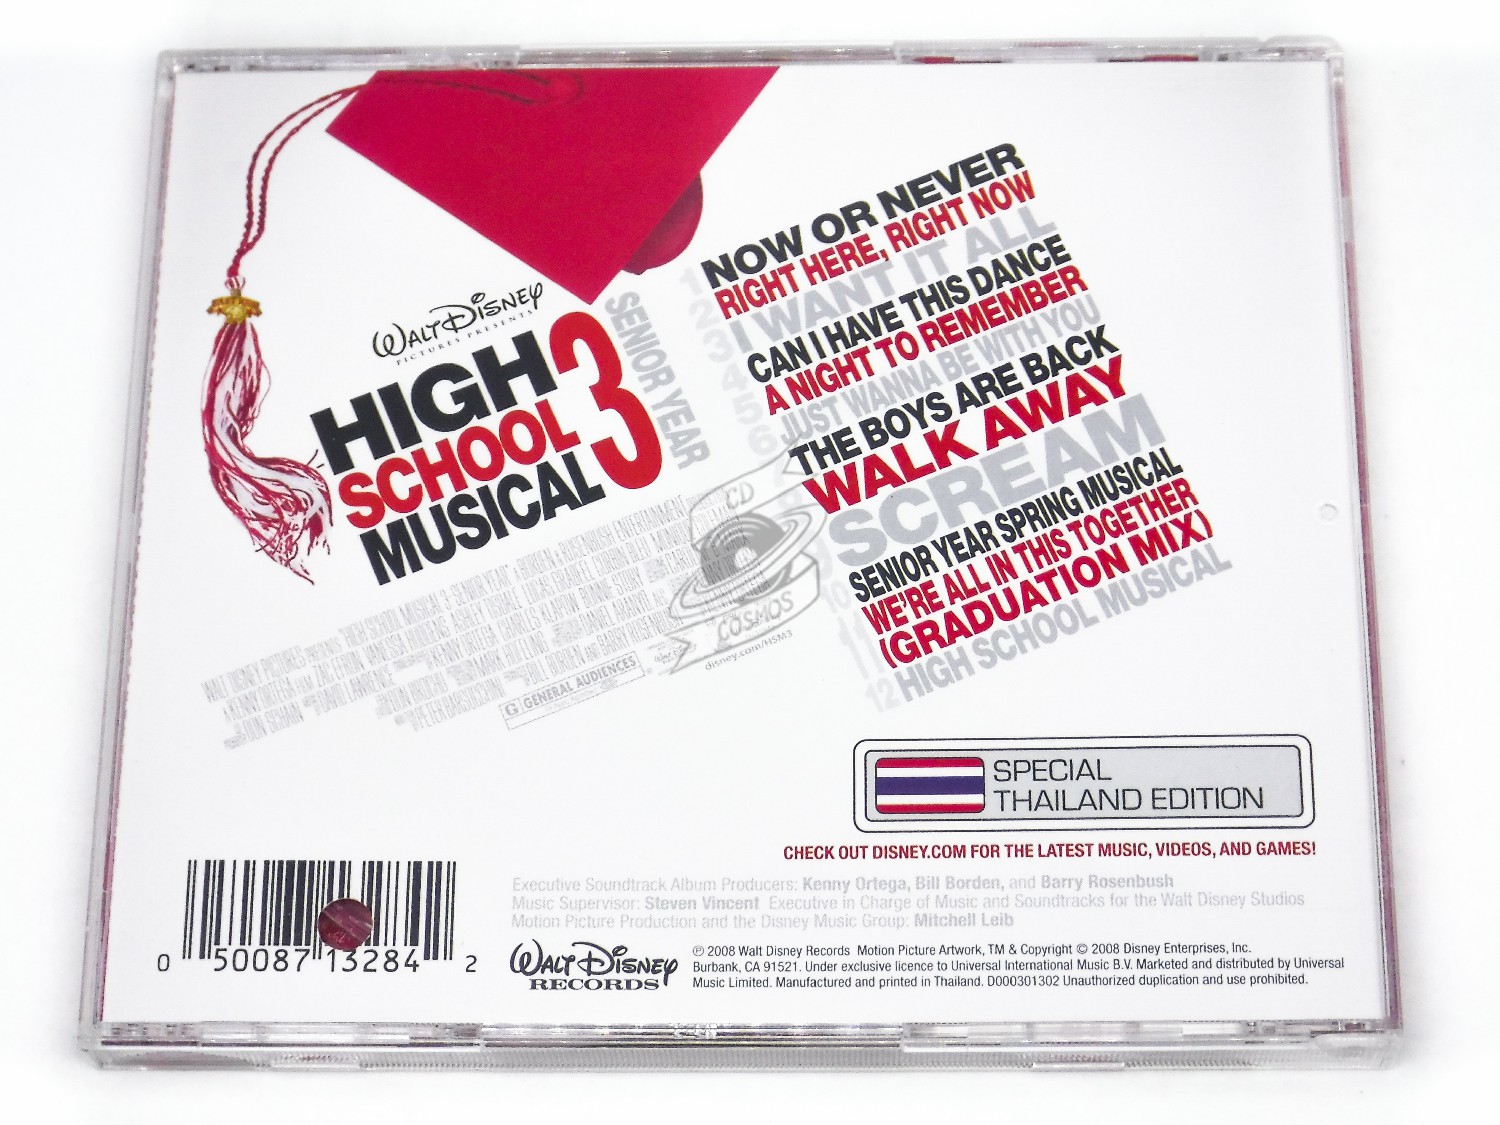 WALT DISNEY
PICTURES PRESENTS
HIGH
SCHOOL
MUSICAL
3
SENIOR YEAR
1 NOW OR NEVER
2 RIGHT HERE, RIGHT NOW
3 I WANT IT ALL
4 CAN I HAVE THIS DANCE
5 A NIGHT TO REMEMBER
6 JUST WANNA BE WITH YOU
THE BOYS ARE BACK
WALK AWAY
9 SCREAM
10 SENIOR YEAR SPRING MUSICAL
11 WE'RE ALL IN THIS TOGETHER
(GRADUATION MIX)
12 HIGH SCHOOL MUSICAL
CD
COSMOS
G GENERAL AUDIENCES
disney.com/HSM3
SPECIAL
THAILAND EDITION
CHECK OUT DISNEY.COM FOR THE LATEST MUSIC, VIDEOS, AND GAMES!
Executive Soundtrack Album Producers: Kenny Ortega, Bill Borden, and Barry Rosenbush
Music Supervisor: Steven Vincent Executive in Charge of Music and Soundtracks for the Walt Disney Studios
Motion Picture Production and the Disney Music Group: Mitchell Leib
0 50087 13284 2
WALT DISNEY
RECORDS
℗ 2008 Walt Disney Records Motion Picture Artwork, TM & Copyright © 2008 Disney Enterprises, Inc.
Burbank, CA 91521. Under exclusive licence to Universal International Music B.V. Marketed and distributed by Universal
Music Limited. Manufactured and printed in Thailand. D000301302 Unauthorized duplication and use prohibited.